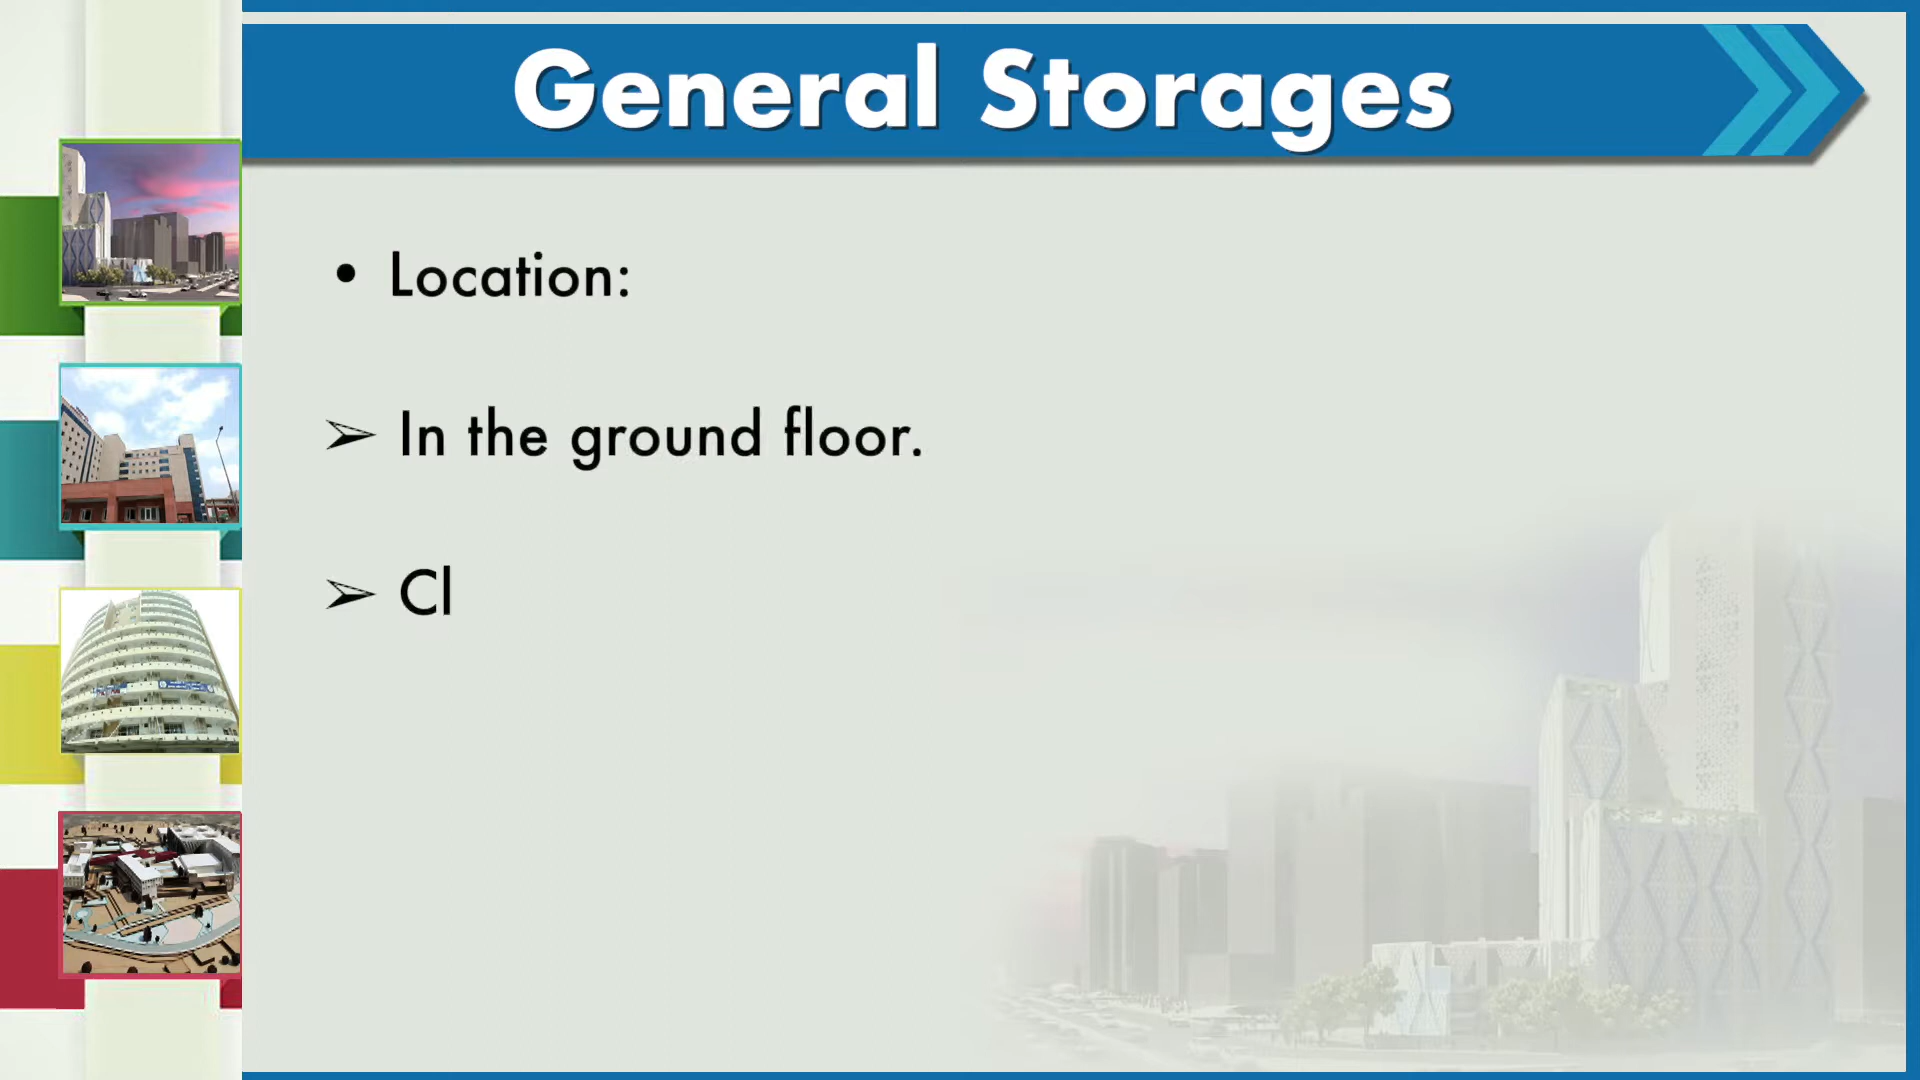 General Storages
• Location:
➢ In the ground floor.
➢ Cl